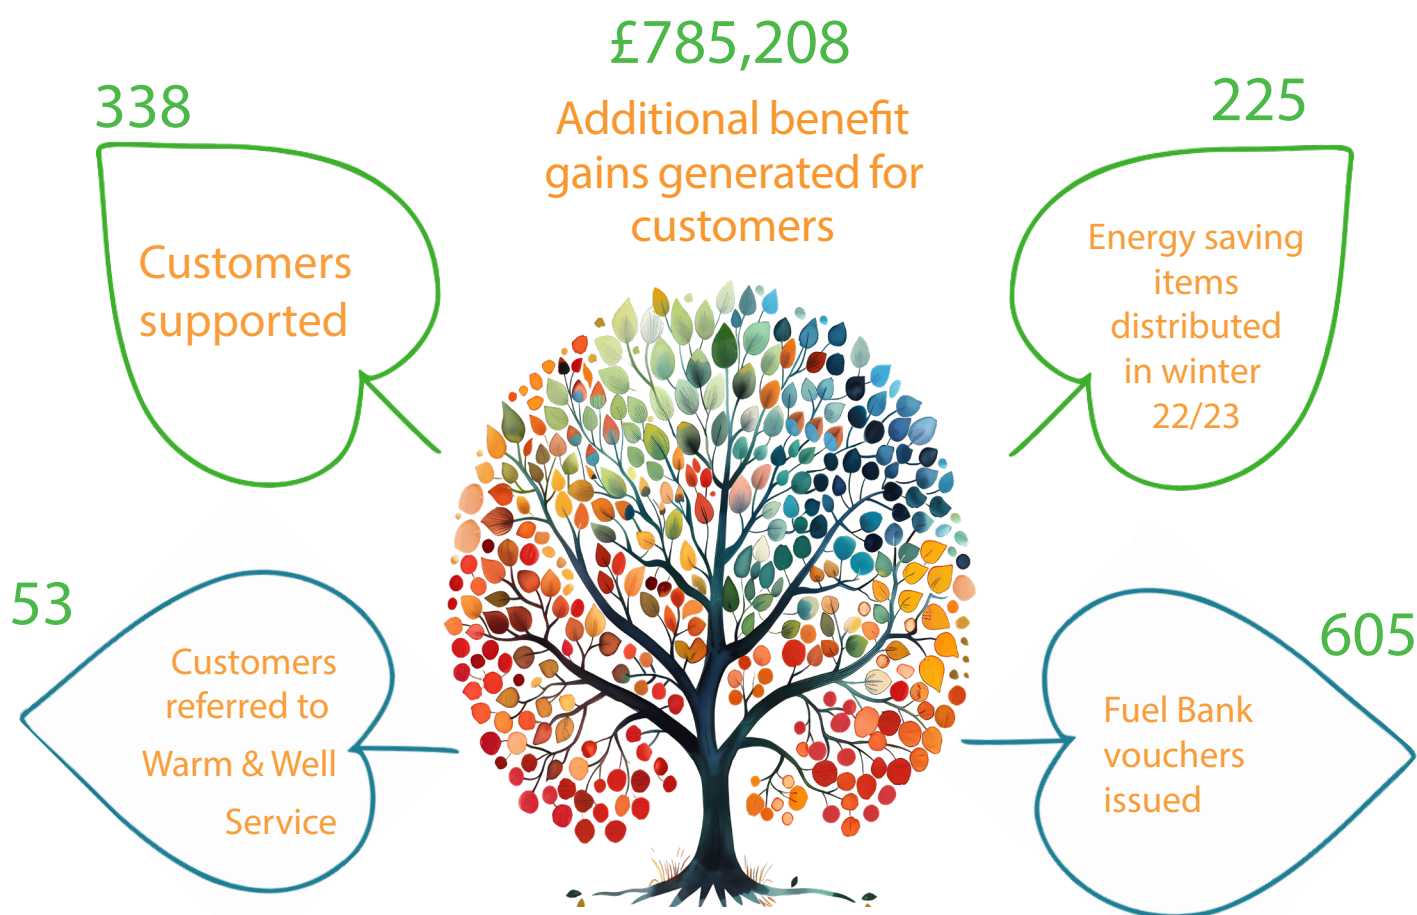 £785,208
Additional benefit
gains generated for
customers
338
Customers
supported
225
Energy saving
items
distributed
in winter
22/23
53
Customers
referred to
Warm & Well
Service
605
Fuel Bank
vouchers
issued